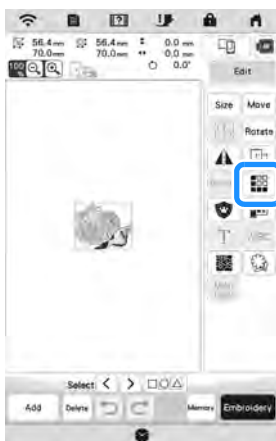 56.4 mm 56.4 mm 0.0 mm
70.0 mm 70.0 mm 0.0 mm
100% 0.0°
Edit
Size Move
Rotate
T
Select
Add Delete Memory Embroidery